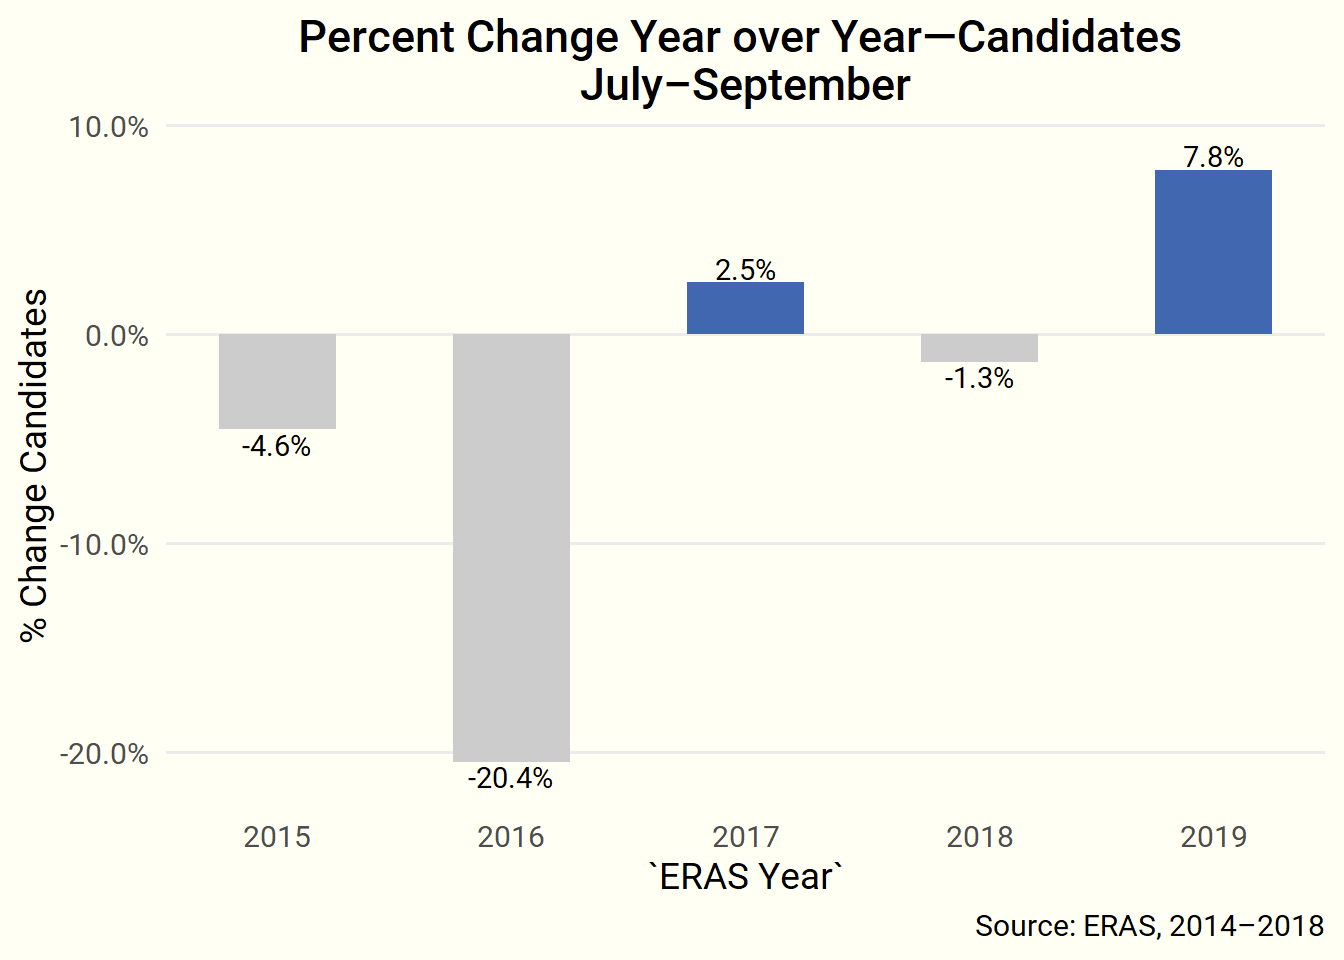 Percent Change Year over Year—Candidates
July–September
10.0%
7.8%
2.5%
0.0%
-1.3%
-4.6%
% Change Candidates
-10.0%
-20.0%
-20.4%
2015 2016 2017 2018 2019
`ERAS Year`
Source: ERAS, 2014–2018